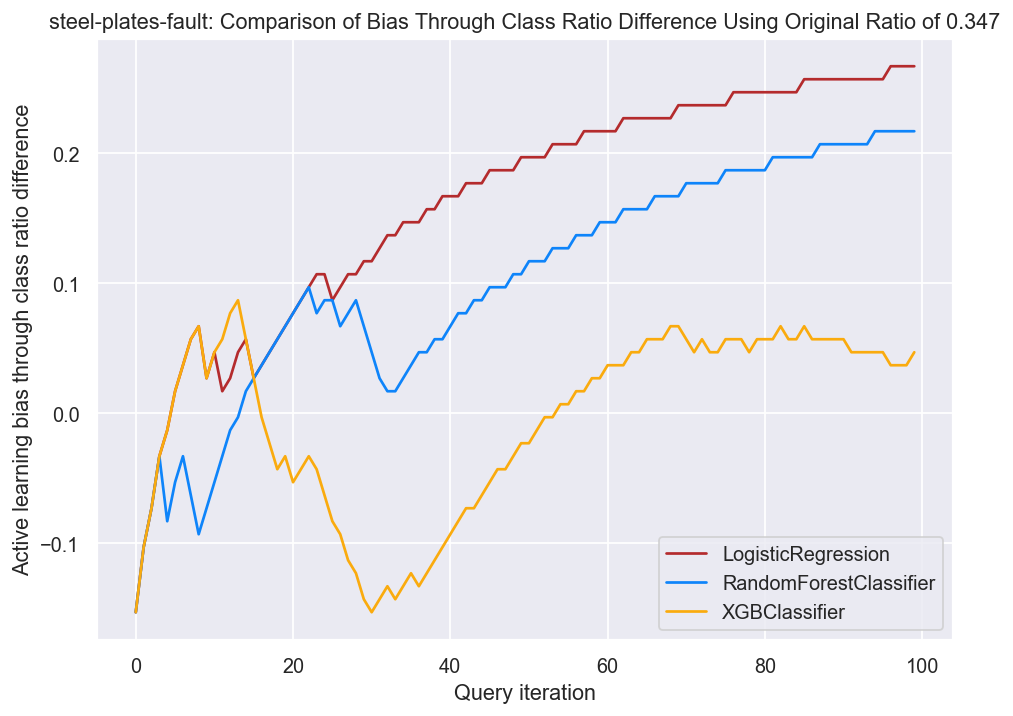 steel-plates-fault: Comparison of Bias Through Class Ratio Difference Using Original Ratio of 0.347
Active learning bias through class ratio difference
0.2
0.1
0.0
−0.1
0
20
40
60
80
100
Query iteration
LogisticRegression
RandomForestClassifier
XGBClassifier